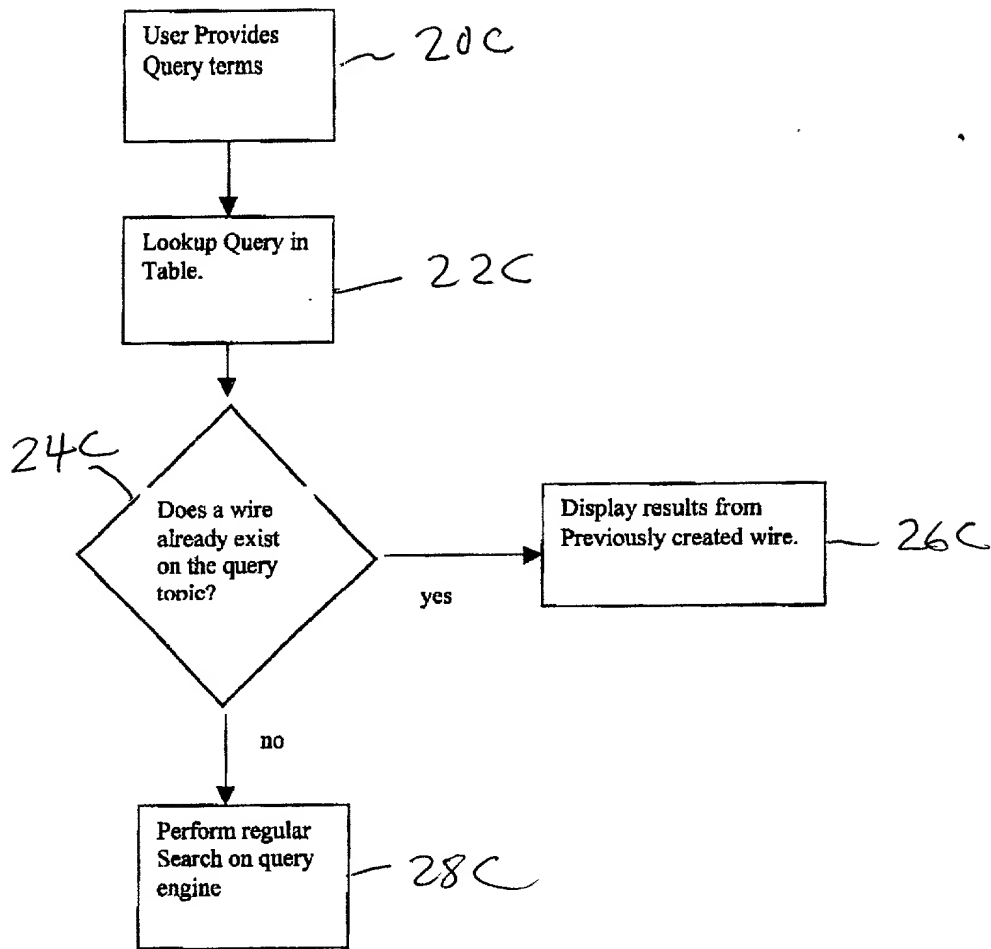 User Provides
Query terms
20C
Lookup Query in
Table.
22C
24C
Does a wire
already exist
on the query
topic?
yes
Display results from
Previously created wire.
26C
no
Perform regular
Search on query
engine
28C